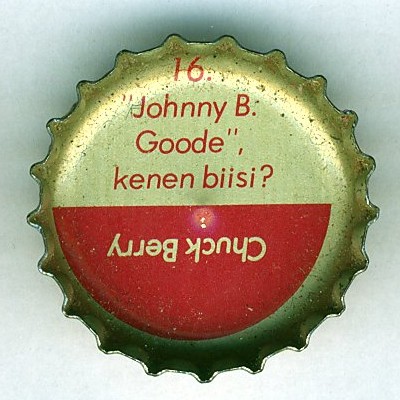 16.
"Johnny B.
Goode",
kenen biisi?
Chuck Berry